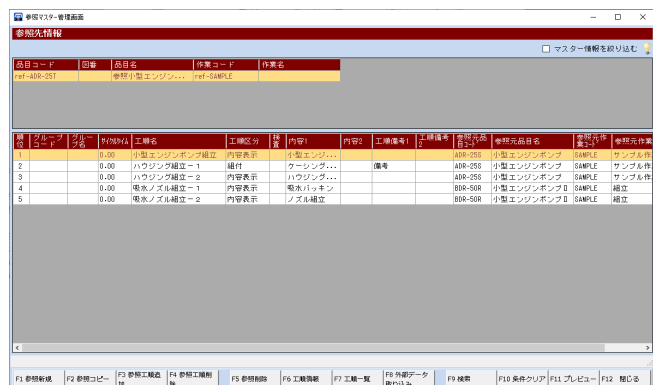 参照マスター管理画面
参照先情報
マスター情報を絞り込む
品目コード 図番 品目名 作業コード 作業名
ref-ADR-25T 参照小型エンジン... ref-SAMPLE
順位 グループコード グループ名 ｻｲｸﾙﾀｲﾑ 工順名 工順区分 検査 内容1 内容2 工順備考1 工順備考2 参照元品目ｺｰﾄﾞ 参照元品目名 参照元作業ｺｰﾄﾞ 参照元作業
1 0.00 小型エンジンポンプ組立 内容表示 小型エンジ... ADR-25S 小型エンジンポンプ SAMPLE サンプル作
2 0.00 ハウジング組立－1 組付 ケーシング... 備考 ADR-25S 小型エンジンポンプ SAMPLE サンプル作
3 0.00 ハウジング組立－2 内容表示 ハウジング... ADR-25S 小型エンジンポンプ SAMPLE サンプル作
4 0.00 吸水ノズル組立－1 内容表示 吸水パッキン BDR-50R 小型エンジンポンプⅡ SAMPLE 組立
5 0.00 吸水ノズル組立－2 内容表示 ノズル組立 BDR-50R 小型エンジンポンプⅡ SAMPLE 組立
F1 参照新規 F2 参照コピー F3 参照工順追加 F4 参照工順削除 F5 参照削除 F6 工順情報 F7 工順一覧 F8 外部データ取り込み F9 検索 F10 条件クリア F11 プレビュー F12 閉じる